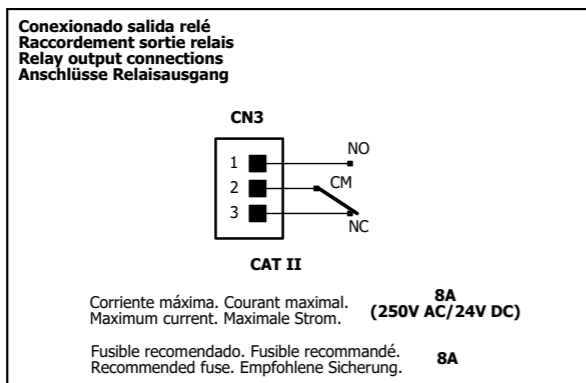 Conexionado salida relé
Raccordement sortie relais
Relay output connections
Anschlüsse Relaisausgang
CN3
1
NO
2
CM
3
NC
CAT II
Corriente máxima. Courant maximal.
Maximum current. Maximale Strom.
8A
(250V AC/24V DC)
Fusible recomendado. Fusible recommandé.
Recommended fuse. Empfohlene Sicherung.
8A